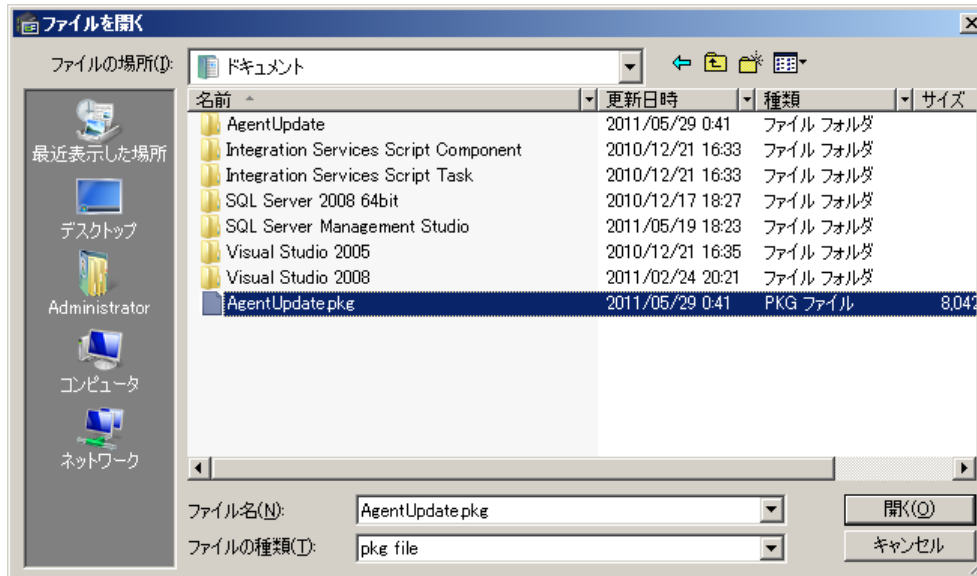 ファイルを開く
ファイルの場所(I): ドキュメント
名前 更新日時 種類 サイズ
AgentUpdate 2011/05/29 0:41 ファイル フォルダ
Integration Services Script Component 2010/12/21 16:33 ファイル フォルダ
Integration Services Script Task 2010/12/21 16:33 ファイル フォルダ
SQL Server 2008 64bit 2010/12/17 18:27 ファイル フォルダ
SQL Server Management Studio 2011/05/19 18:23 ファイル フォルダ
Visual Studio 2005 2010/12/21 16:35 ファイル フォルダ
Visual Studio 2008 2011/02/24 20:21 ファイル フォルダ
AgentUpdate.pkg 2011/05/29 0:41 PKG ファイル 8,042
最近表示した場所
デスクトップ
Administrator
コンピュータ
ネットワーク
ファイル名(N): AgentUpdate.pkg 開く(O)
ファイルの種類(T): pkg file キャンセル